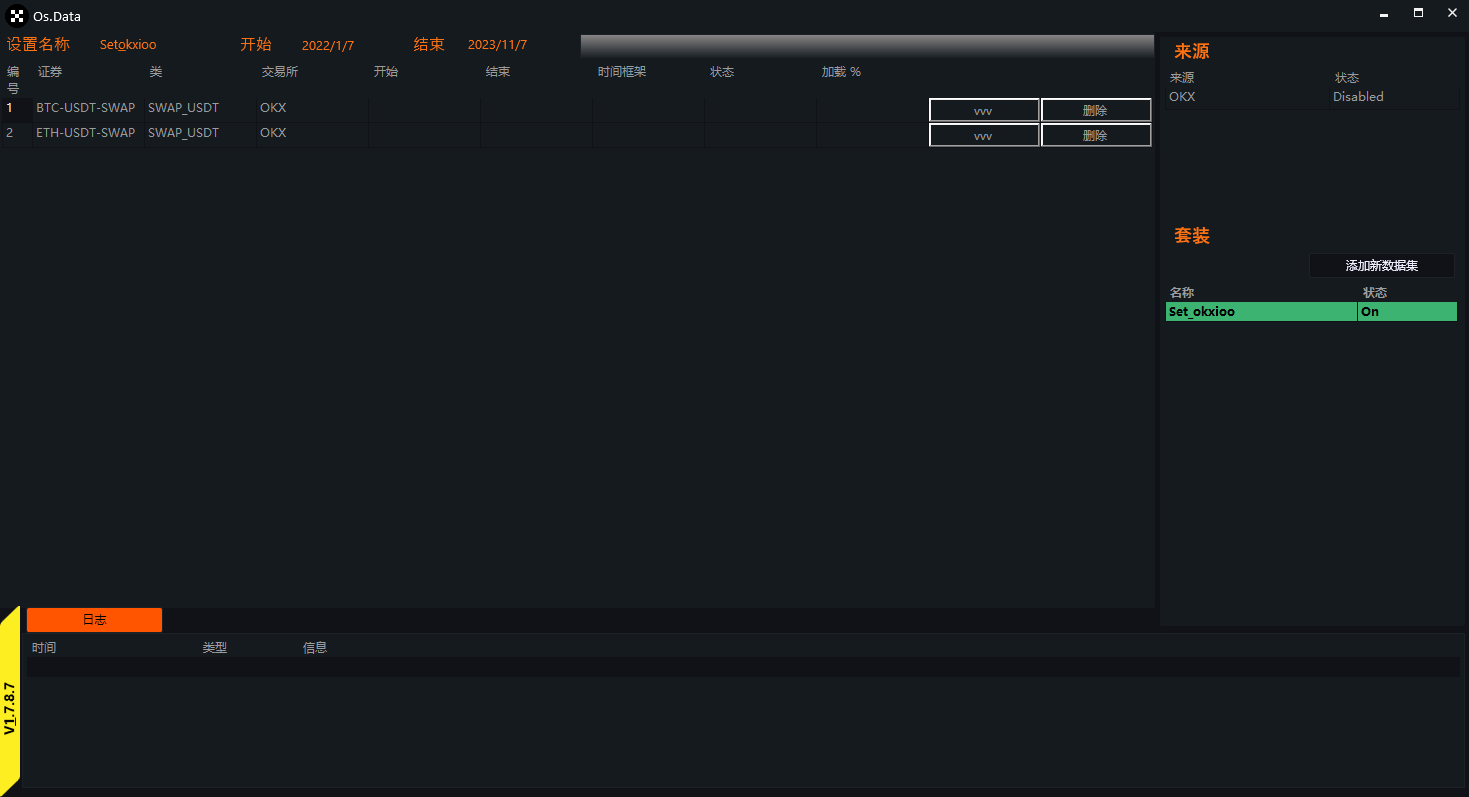 Os.Data
设置名称 Setokxioo 开始 2022/1/7 结束 2023/11/7
编号 证券 类 交易所 开始 结束 时间框架 状态 加载 %
1 BTC-USDT-SWAP SWAP_USDT OKX vvv 删除
2 ETH-USDT-SWAP SWAP_USDT OKX vvv 删除
来源
来源 状态
OKX Disabled
套装
添加新数据集
名称 状态
Set_okxioo On
日志
时间 类型 信息
V1.7.8.7